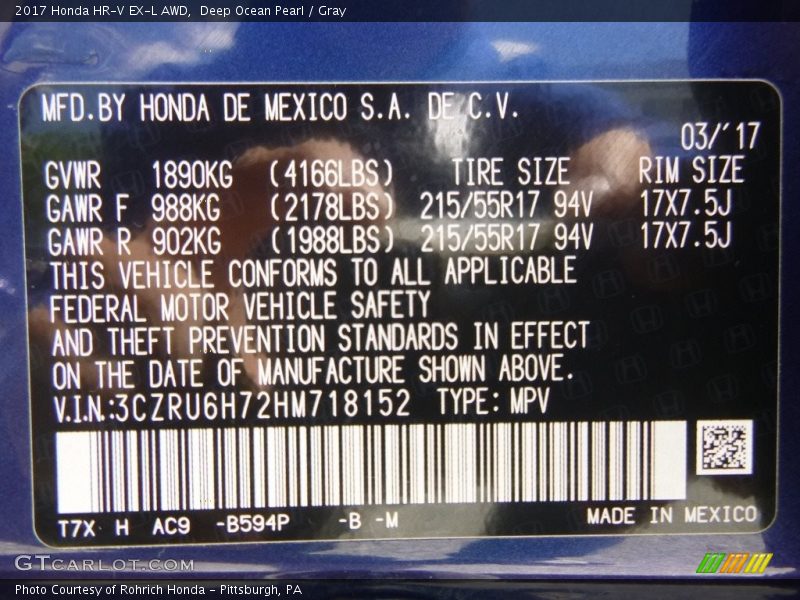 2017 Honda HR-V EX-L AWD, Deep Ocean Pearl / Gray
MFD.BY HONDA DE MEXICO S.A. DE C.V.
03/'17
GVWR 1890KG (4166LBS) TIRE SIZE RIM SIZE
GAWR F 988KG (2178LBS) 215/55R17 94V 17X7.5J
GAWR R 902KG (1988LBS) 215/55R17 94V 17X7.5J
THIS VEHICLE CONFORMS TO ALL APPLICABLE
FEDERAL MOTOR VEHICLE SAFETY
AND THEFT PREVENTION STANDARDS IN EFFECT
ON THE DATE OF MANUFACTURE SHOWN ABOVE.
V.I.N.:3CZRU6H72HM718152 TYPE: MPV
T7X H AC9 -B594P -B -M MADE IN MEXICO
GTCARLOT.COM
Photo Courtesy of Rohrich Honda - Pittsburgh, PA